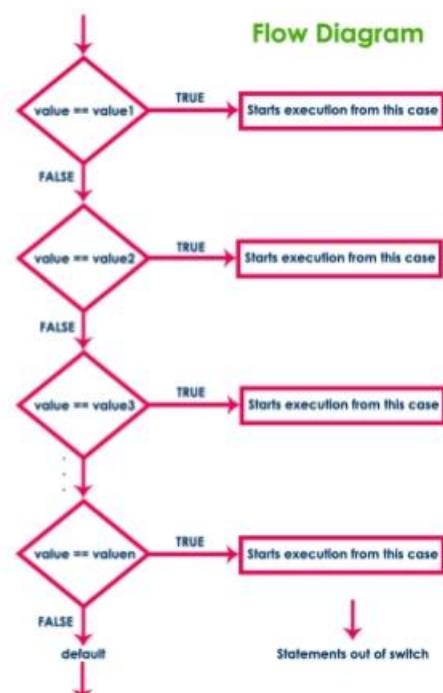 Flow Diagram
value == value1
TRUE
Starts execution from this case
FALSE
value == value2
TRUE
Starts execution from this case
FALSE
value == value3
TRUE
Starts execution from this case
value == valuen
TRUE
Starts execution from this case
FALSE
default
Statements out of switch